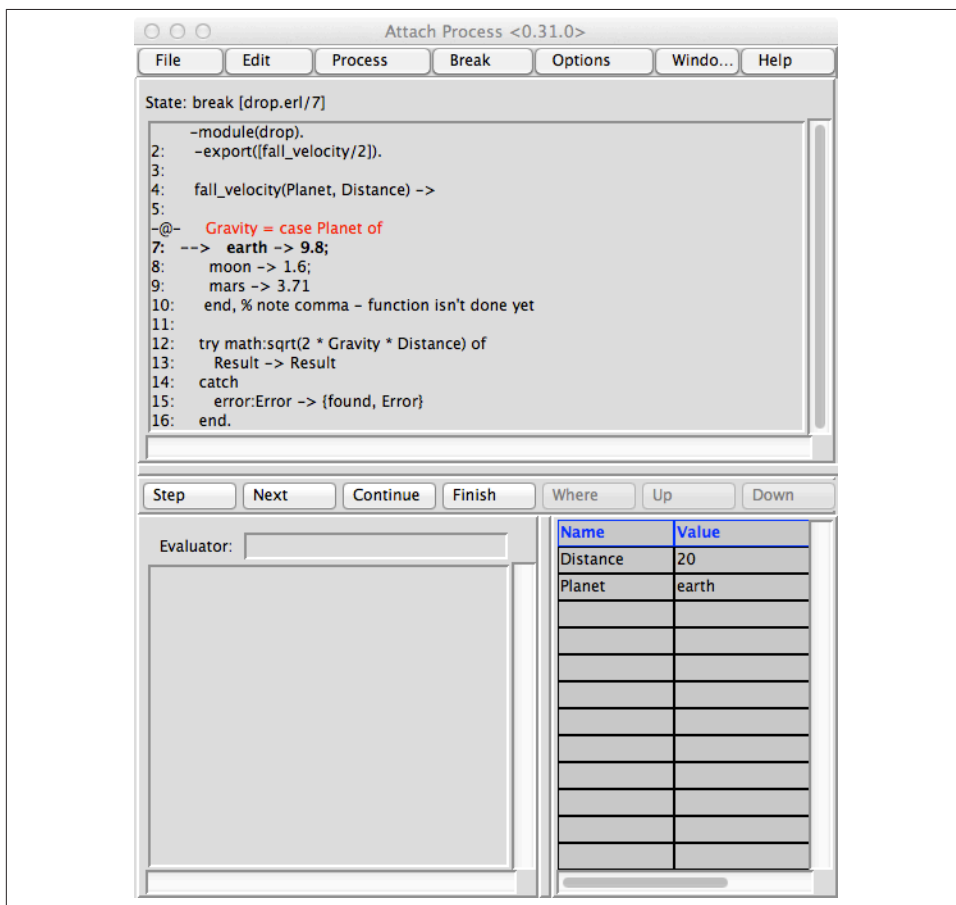 Attach Process <0.31.0>
File Edit Process Break Options Windo... Help
State: break [drop.erl/7]
-module(drop).
2: -export([fall_velocity/2]).
3:
4: fall_velocity(Planet, Distance) ->
5:
-@- Gravity = case Planet of
7: --> earth -> 9.8;
8: moon -> 1.6;
9: mars -> 3.71
10: end, % note comma - function isn't done yet
11:
12: try math:sqrt(2 * Gravity * Distance) of
13: Result -> Result
14: catch
15: error:Error -> {found, Error}
16: end.
Step Next Continue Finish Where Up Down
Evaluator:
Name Value
Distance 20
Planet earth